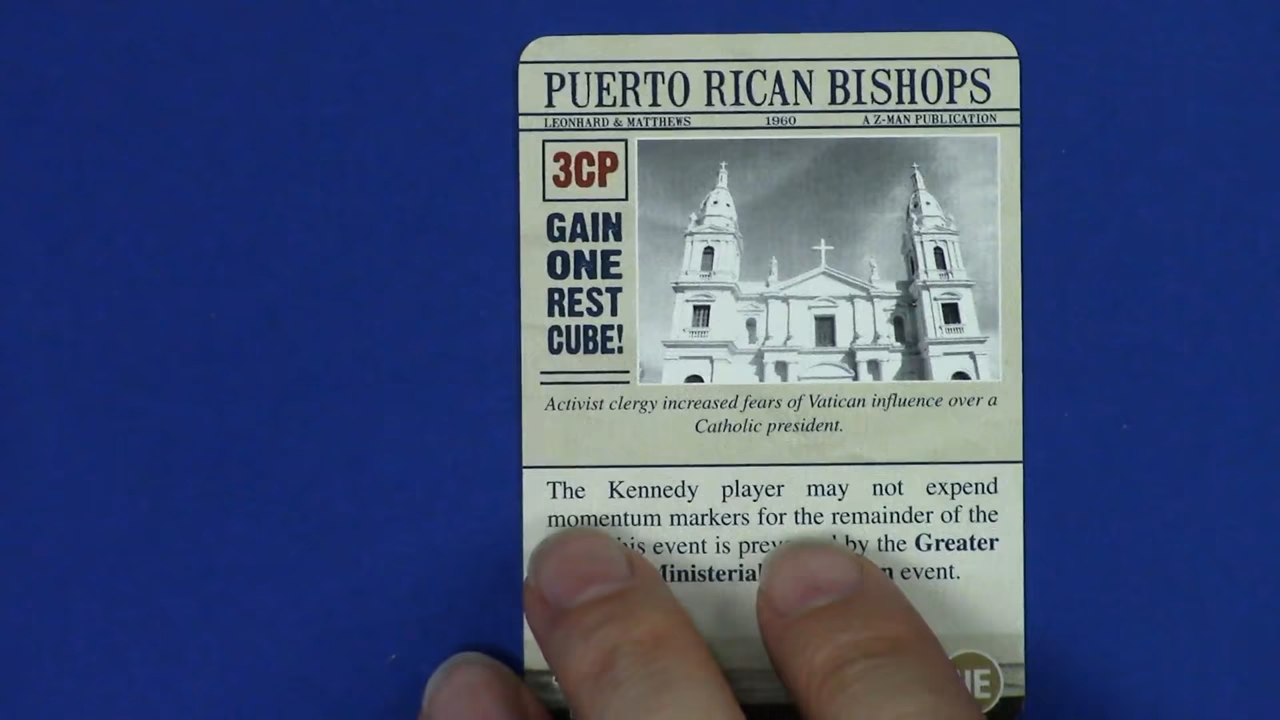 PUERTO RICAN BISHOPS
LEONHARD & MATTHEWS 1960 A Z-MAN PUBLICATION
3CP
GAIN
ONE
REST
CUBE!
Activist clergy increased fears of Vatican influence over a
Catholic president.
The Kennedy player may not expend
momentum markers for the remainder of the
event is by the Greater
event.